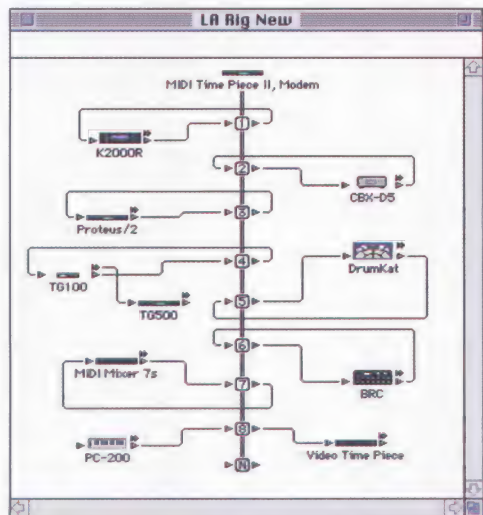 LA Rig New
MIDI Time Piece II, Modem
1
K2000R
2
CBX-D5
3
Proteus/2
4
TG100
DrumKat
5
TG500
6
MIDI Mixer 7s
7
BRC
8
PC-200
Video Time Piece
N